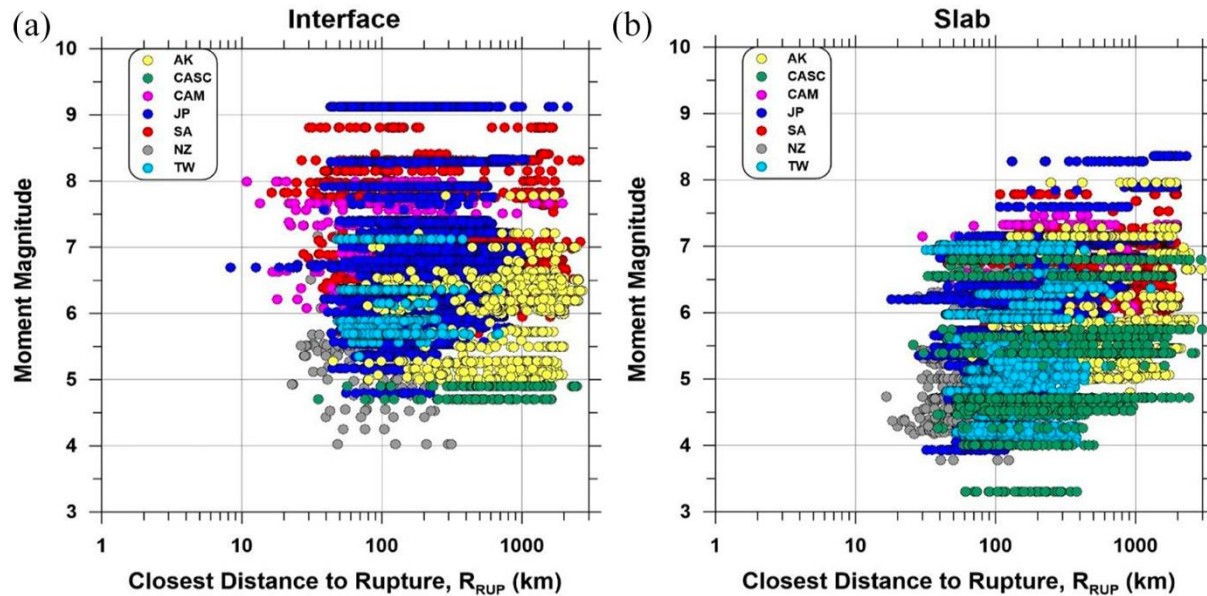 (a)
Interface
AK
CASC
CAM
JP
SA
NZ
TW
10
9
8
7
6
5
4
3
Moment Magnitude
1
10
100
1000
Closest Distance to Rupture, RRUP (km)
(b)
Slab
AK
CASC
CAM
JP
SA
NZ
TW
10
9
8
7
6
5
4
3
Moment Magnitude
1
10
100
1000
Closest Distance to Rupture, RRUP (km)